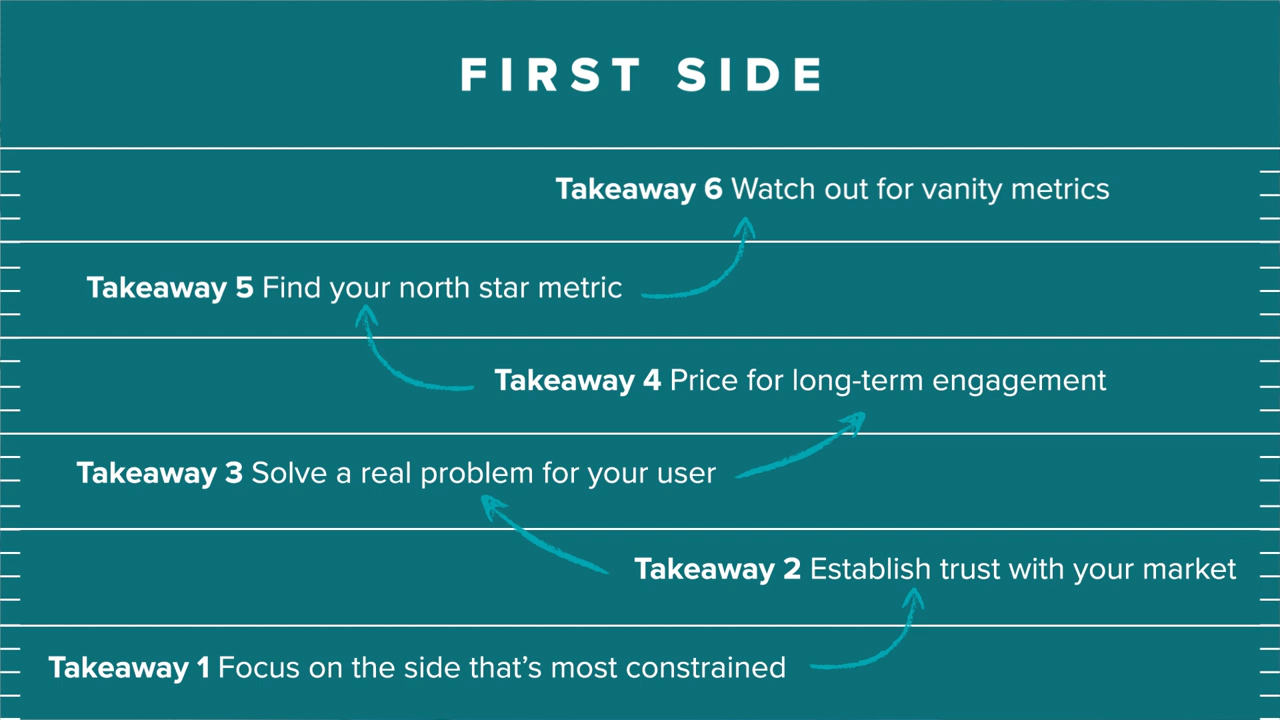 FIRST SIDE
Takeaway 6 Watch out for vanity metrics
Takeaway 5 Find your north star metric
Takeaway 4 Price for long-term engagement
Takeaway 3 Solve a real problem for your user
Takeaway 2 Establish trust with your market
Takeaway 1 Focus on the side that’s most constrained